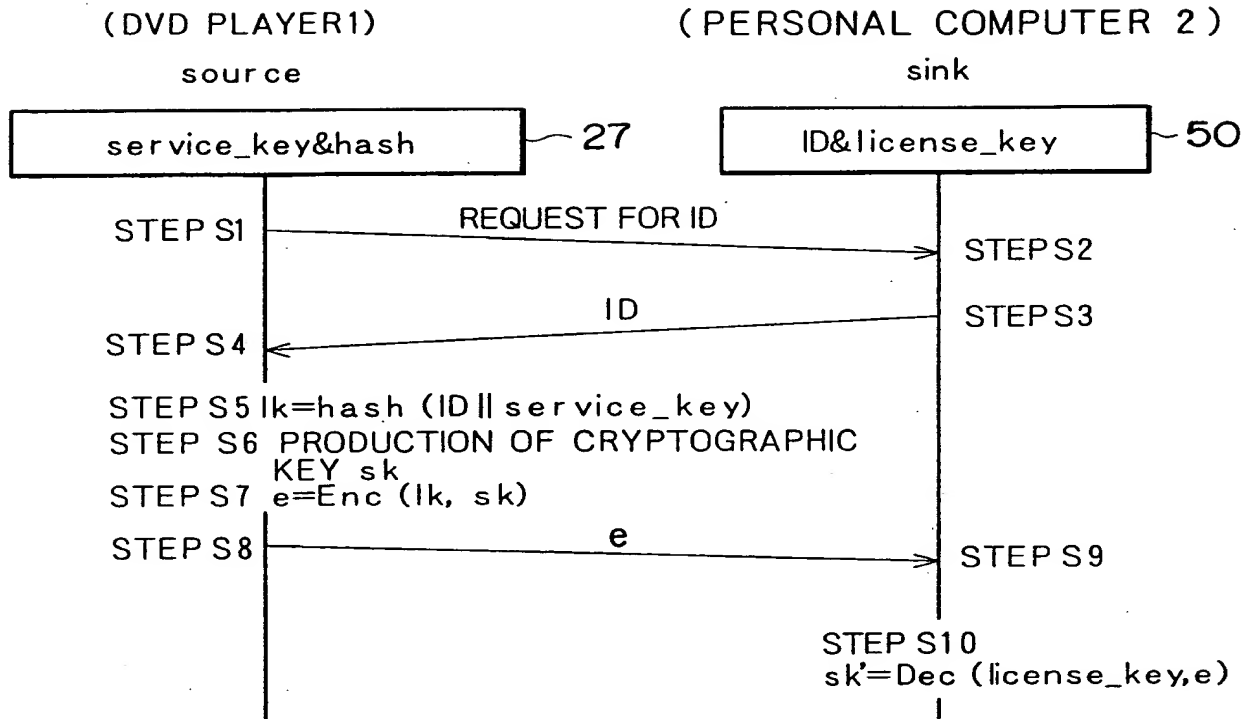 (DVD PLAYER1)
(PERSONAL COMPUTER 2)
source
sink
service_key&hash
27
ID&license_key
50
STEP S1
REQUEST FOR ID
STEP S2
ID
STEP S3
STEP S4
STEP S5 lk=hash (ID || service_key)
STEP S6 PRODUCTION OF CRYPTOGRAPHIC
KEY sk
STEP S7 e=Enc (lk, sk)
STEP S8
e
STEP S9
STEP S10
sk'=Dec (license_key,e)